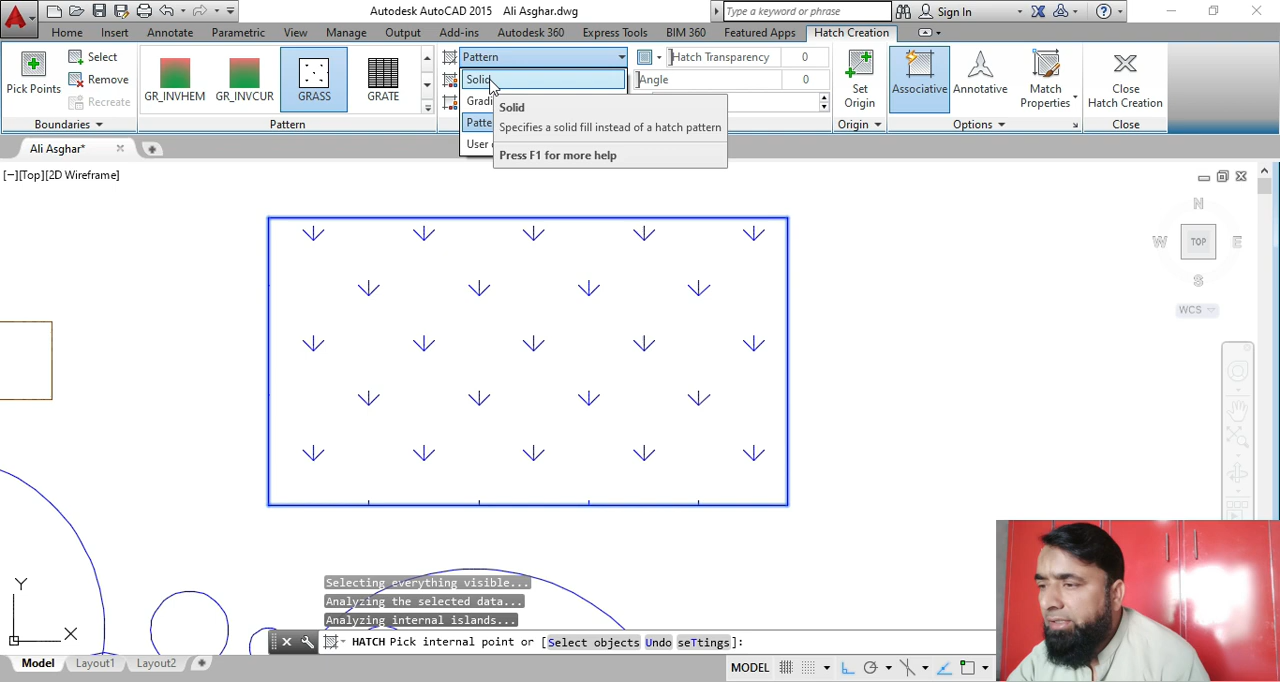 Autodesk AutoCAD 2015 Ali Asghar.dwg
Type a keyword or phrase
Sign In
Home Insert Annotate Parametric View Manage Output Add-ins Autodesk 360 Express Tools BIM 360 Featured Apps Hatch Creation
Pick Points
Select
Remove
Recreate
Boundaries
GR_INVHEM
GR_INVCUR
GRASS
GRATE
Pattern
Pattern
Solid
Gradi
Patte
User
Solid
Specifies a solid fill instead of a hatch pattern
Press F1 for more help
Hatch Transparency 0
Angle 0
Set
Origin
Origin
Associative
Annotative
Match
Properties
Options
Close
Hatch Creation
Close
Ali Asghar*
[−][Top][2D Wireframe]
N
W TOP E
S
WCS
Y
X
Selecting everything visible...
Analyzing the selected data...
Analyzing internal islands...
HATCH Pick internal point or [Select objects Undo seTtings]:
Model Layout1 Layout2
MODEL